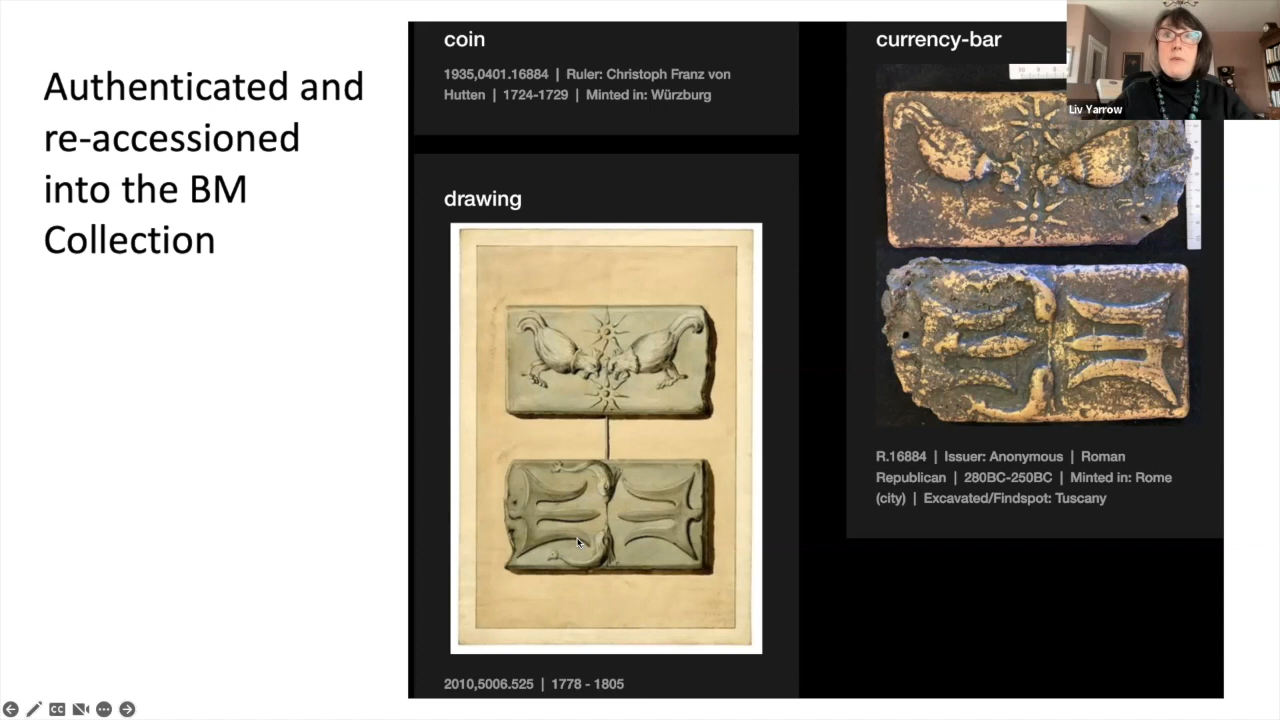 Authenticated and
re-accessioned
into the BM
Collection
coin
1935,0401.16884 | Ruler: Christoph Franz von
Hutten | 1724-1729 | Minted in: Würzburg
drawing
2010,5006.525 | 1778 - 1805
currency-bar
R.16884 | Issuer: Anonymous | Roman
Republican | 280BC-250BC | Minted in: Rome
(city) | Excavated/Findspot: Tuscany
Liv Yarrow
CC